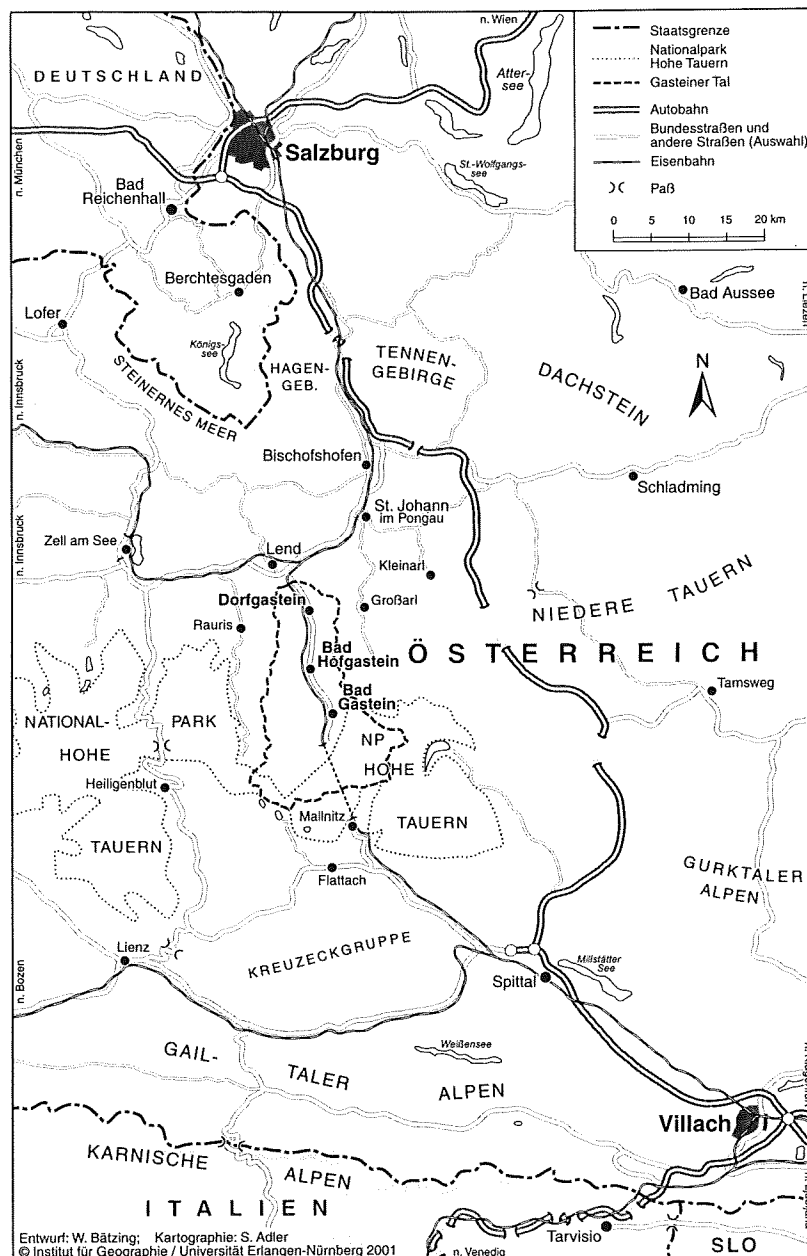 n. Wien
Staatsgrenze
Nationalpark
Hohe Tauern
Gasteiner Tal
Autobahn
Bundesstraßen und
andere Straßen (Auswahl)
Eisenbahn
Paß
0 5 10 15 20 km
DEUTSCHLAND
Atter-
see
Salzburg
n. München
St.-Wolfgangs-
see
Bad
Reichenhall
Berchtesgaden
Bad Aussee
n. Liezen
Lofer
Königs-
see
STEINERNES MEER
HAGEN-
GEB.
TENNEN-
GEBIRGE
DACHSTEIN
N
n. Innsbruck
Bischofshofen
Schladming
St. Johann
im Pongau
Zell am See
Lend
n. Innsbruck
Kleinarl
Dorfgastein
Großarl
NIEDERE TAUERN
Rauris
Bad
Hofgastein
ÖSTERREICH
Bad
Gastein
Tamsweg
NATIONAL-
PARK
HOHE
NP
HOHE
Heiligenblut
Mallnitz
TAUERN
TAUERN
Flattach
GURKTALER
ALPEN
Lienz
KREUZECKGRUPPE
n. Bozen
Spittal
Millstätter
See
Weißensee
GAIL-
TALER
ALPEN
Villach
KARNISCHE
ALPEN
ITALIEN
Tarvisio
SLO
n. Venedig
Entwurf: W. Bätzing; Kartographie: S. Adler
© Institut für Geographie / Universität Erlangen-Nürnberg 2001